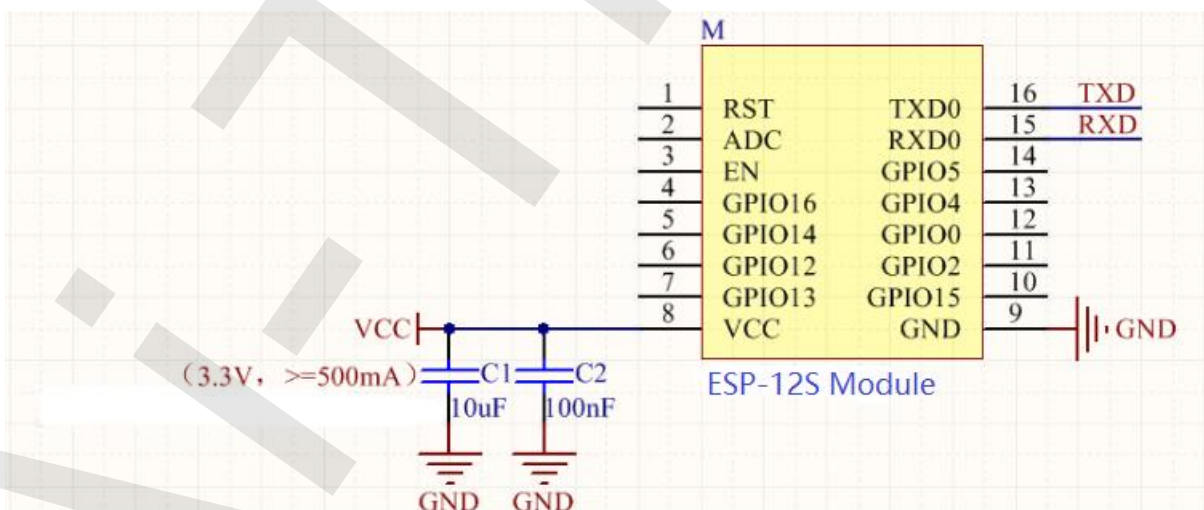 M
1 RST TXD0 16 TXD
2 ADC RXD0 15 RXD
3 EN GPIO5 14
4 GPIO16 GPIO4 13
5 GPIO14 GPIO0 12
6 GPIO12 GPIO2 11
7 GPIO13 GPIO15 10
VCC 8 VCC GND 9 GND
（3.3V，>=500mA） C1 C2
10uF 100nF
ESP-12S Module
GND GND